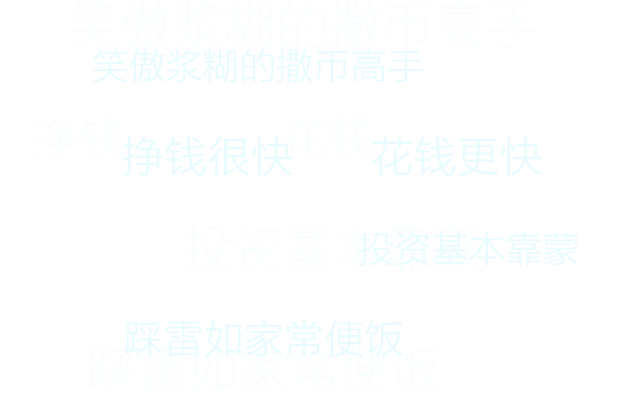 笑傲浆糊的撒币高手
笑傲浆糊的撒币高手
挣钱 花钱
挣钱很快 花钱更快
投资基本
投资基本靠蒙
踩雷如家常便饭
踩雷如家常便饭